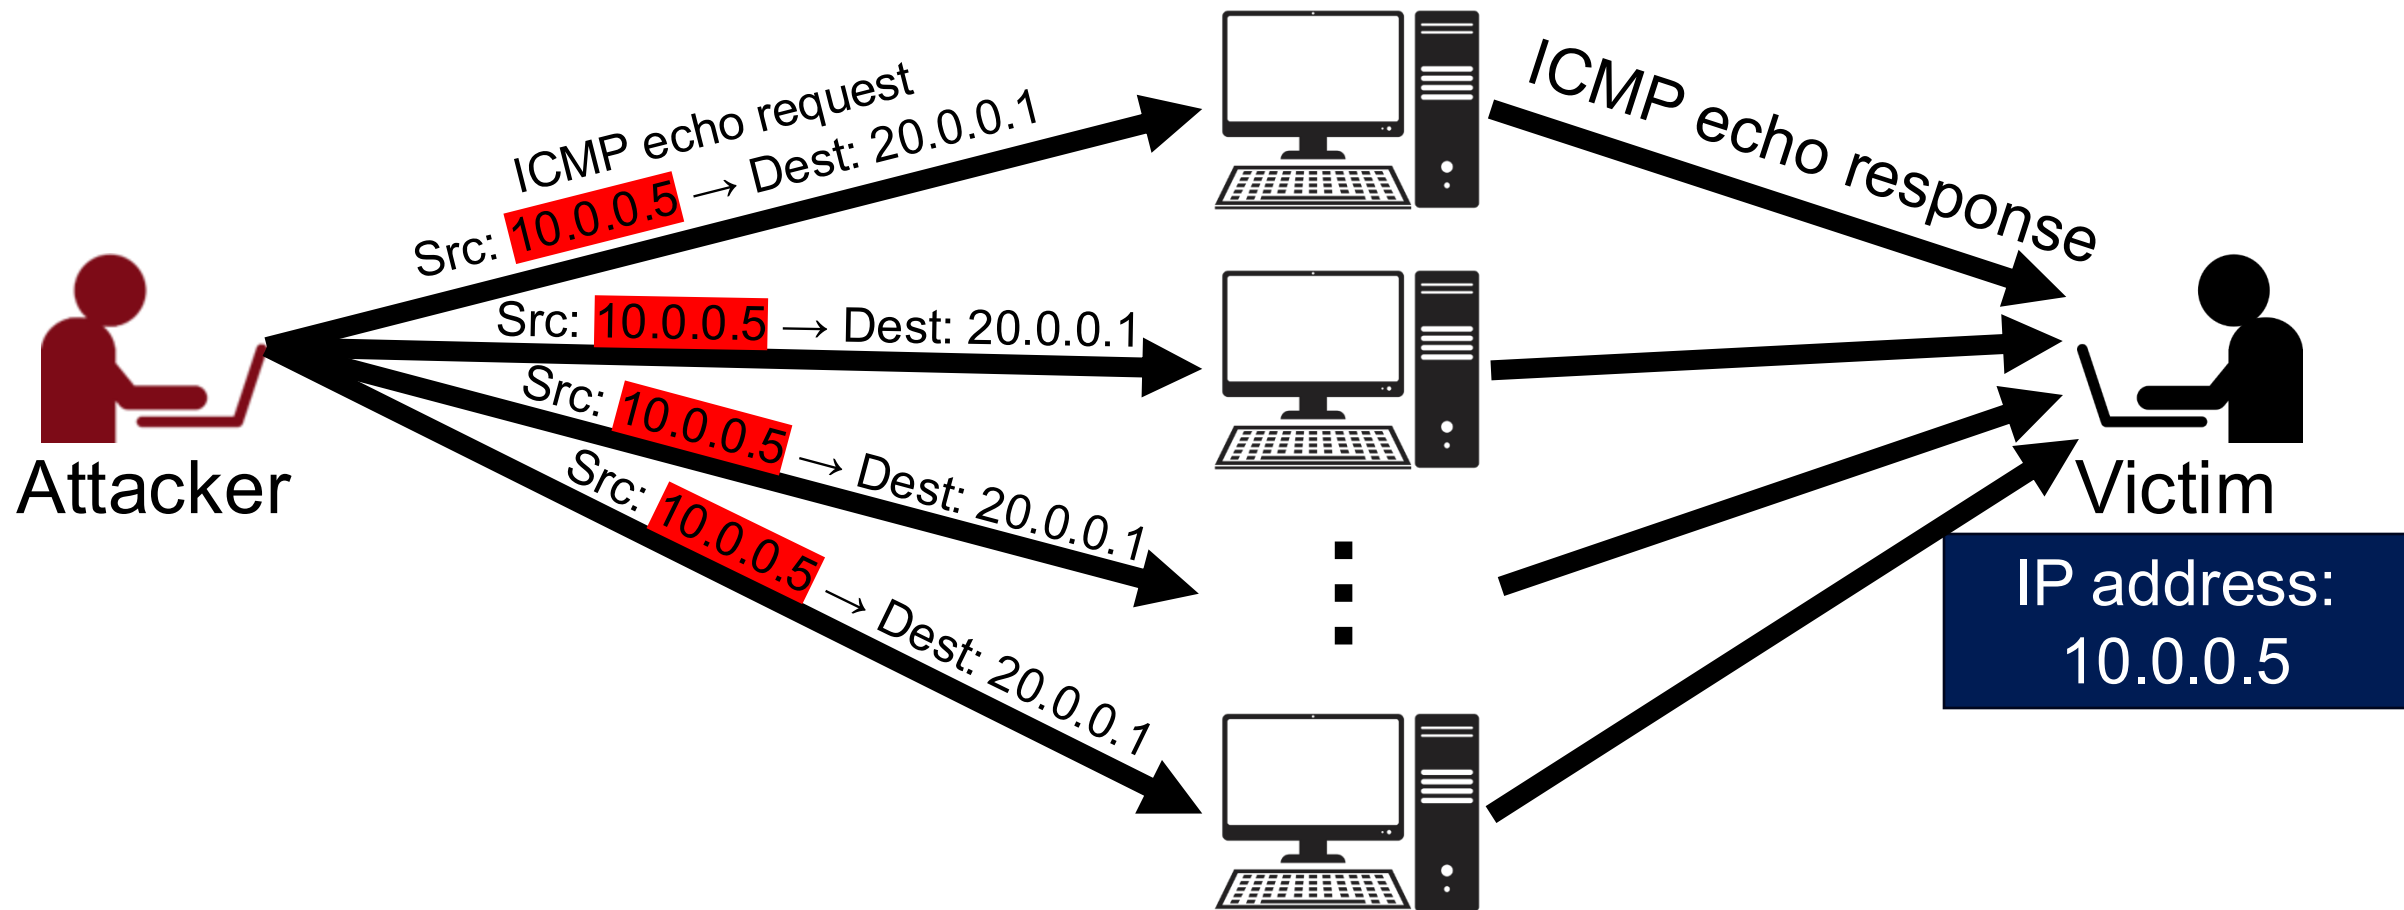 ICMP echo request
Src: 10.0.0.5 → Dest: 20.0.0.1
Src: 10.0.0.5 → Dest: 20.0.0.1
Src: 10.0.0.5 → Dest: 20.0.0.1
Src: 10.0.0.5 → Dest: 20.0.0.1
ICMP echo response
Attacker
Victim
IP address:
10.0.0.5